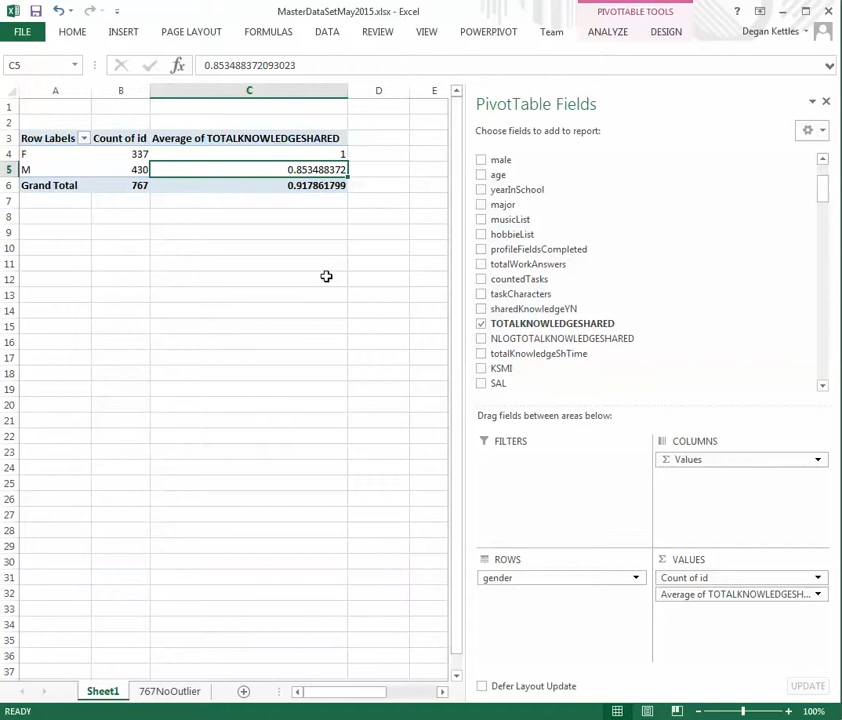 MasterDataSetMay2015.xlsx - Excel
PIVOTTABLE TOOLS
FILE HOME INSERT PAGE LAYOUT FORMULAS DATA REVIEW VIEW POWERPIVOT Team ANALYZE DESIGN Degan Kettles
C5 fx 0.853488372093023
A B C D E
1
2
3 Row Labels Count of id Average of TOTALKNOWLEDGESHARED
4 F 337 1
5 M 430 0.853488372
6 Grand Total 767 0.917861799
7
8
9
10
11
12
13
14
15
16
17
18
19
20
21
22
23
24
25
26
27
28
29
30
31
32
33
34
35
36
37
PivotTable Fields
Choose fields to add to report:
male
age
yearInSchool
major
musicList
hobbieList
profileFieldsCompleted
totalWorkAnswers
countedTasks
taskCharacters
sharedKnowledgeYN
TOTALKNOWLEDGESHARED
NLOGTOTALKNOWLEDGESHARED
totalKnowledgeShTime
KSMI
SAL
Drag fields between areas below:
FILTERS
COLUMNS
Σ Values
ROWS
gender
Σ VALUES
Count of id
Average of TOTALKNOWLEDGESH...
Defer Layout Update UPDATE
Sheet1 767NoOutlier
READY 100%